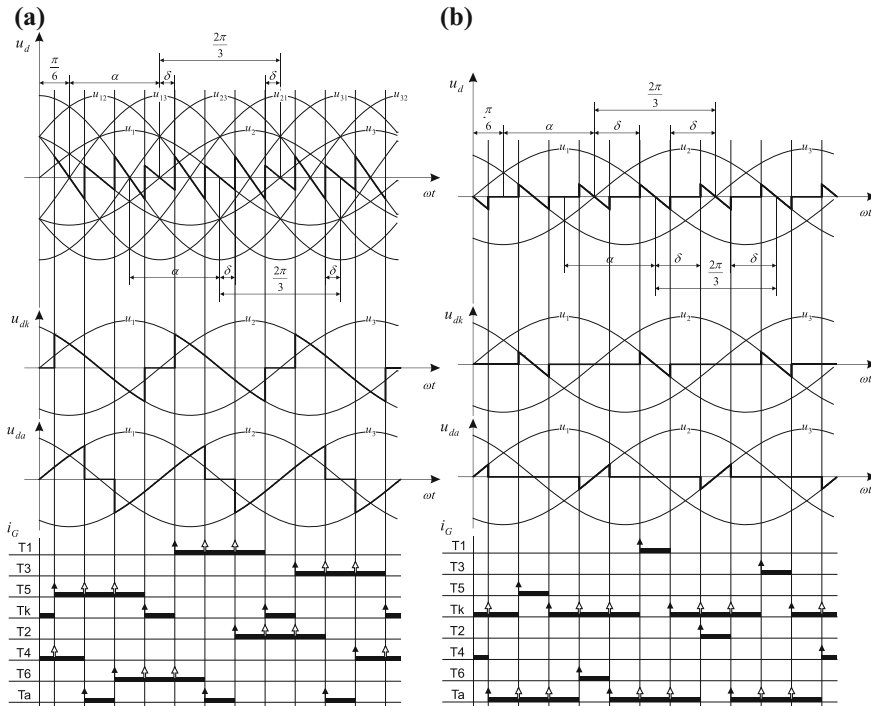 (a)
u_d
π/6
α
δ
2π/3
δ
u_12
u_13
u_23
u_21
u_31
u_32
u_1
u_2
u_3
ωt
α
δ
2π/3
δ
u_dk
u_1
u_2
u_3
ωt
u_da
u_1
u_2
u_3
ωt
i_G
T1
T3
T5
Tk
T2
T4
T6
Ta
(b)
u_d
π/6
α
δ
2π/3
δ
u_1
u_2
u_3
ωt
α
δ
2π/3
δ
u_dk
u_1
u_2
u_3
ωt
u_da
u_1
u_2
u_3
ωt
i_G
T1
T3
T5
Tk
T2
T4
T6
Ta